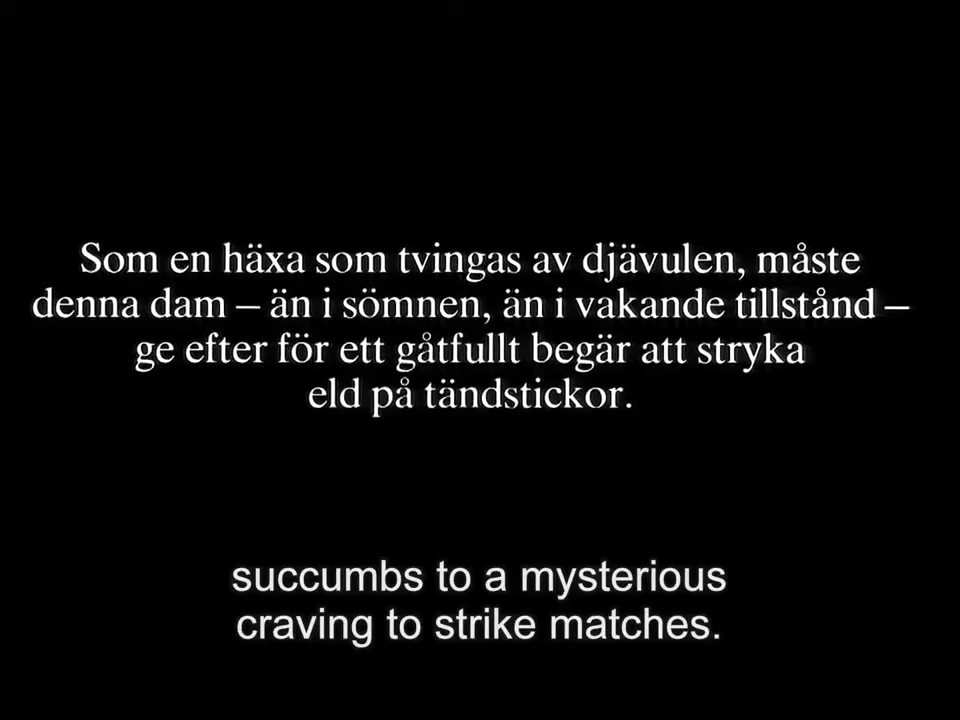 Som en häxa som tvingas av djävulen, måste
denna dam – än i sömnen, än i vakande tillstånd –
ge efter för ett gåtfullt begär att stryka
eld på tändstickor.
succumbs to a mysterious
craving to strike matches.